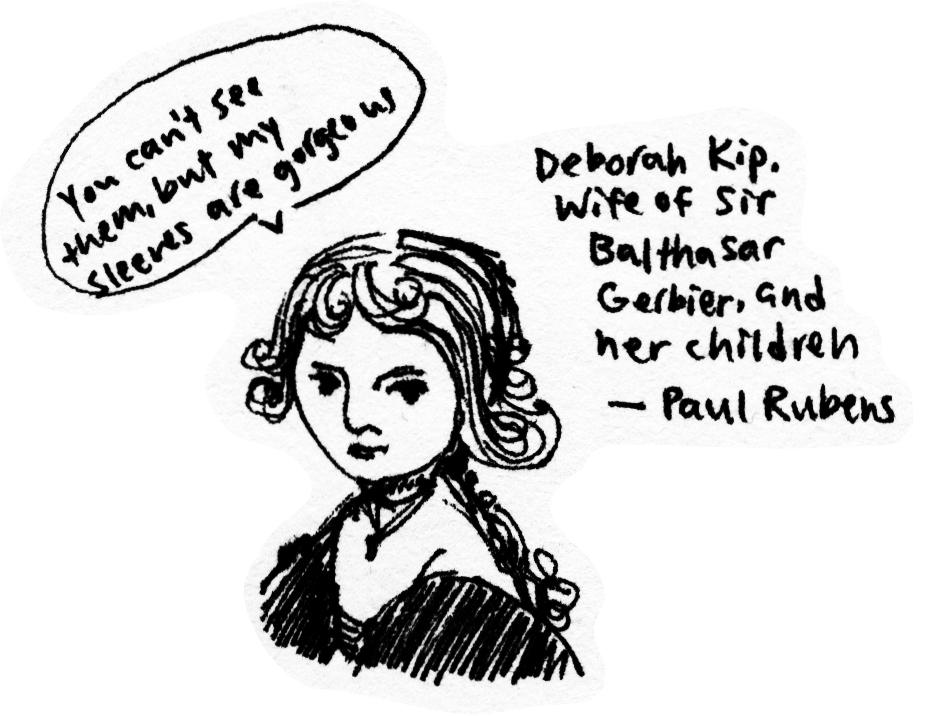 You can't see
them, but my
sleeves are gorgeous
Deborah Kip.
Wife of Sir
Balthasar
Gerbier, and
her children
— Paul Rubens